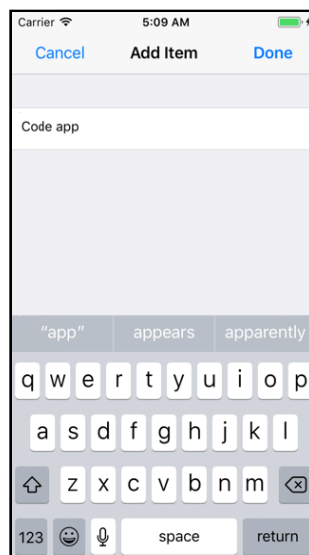 Carrier 5:09 AM
Cancel Add Item Done
Code app
“app” appears apparently
q w e r t y u i o p
a s d f g h j k l
z x c v b n m
123 space return